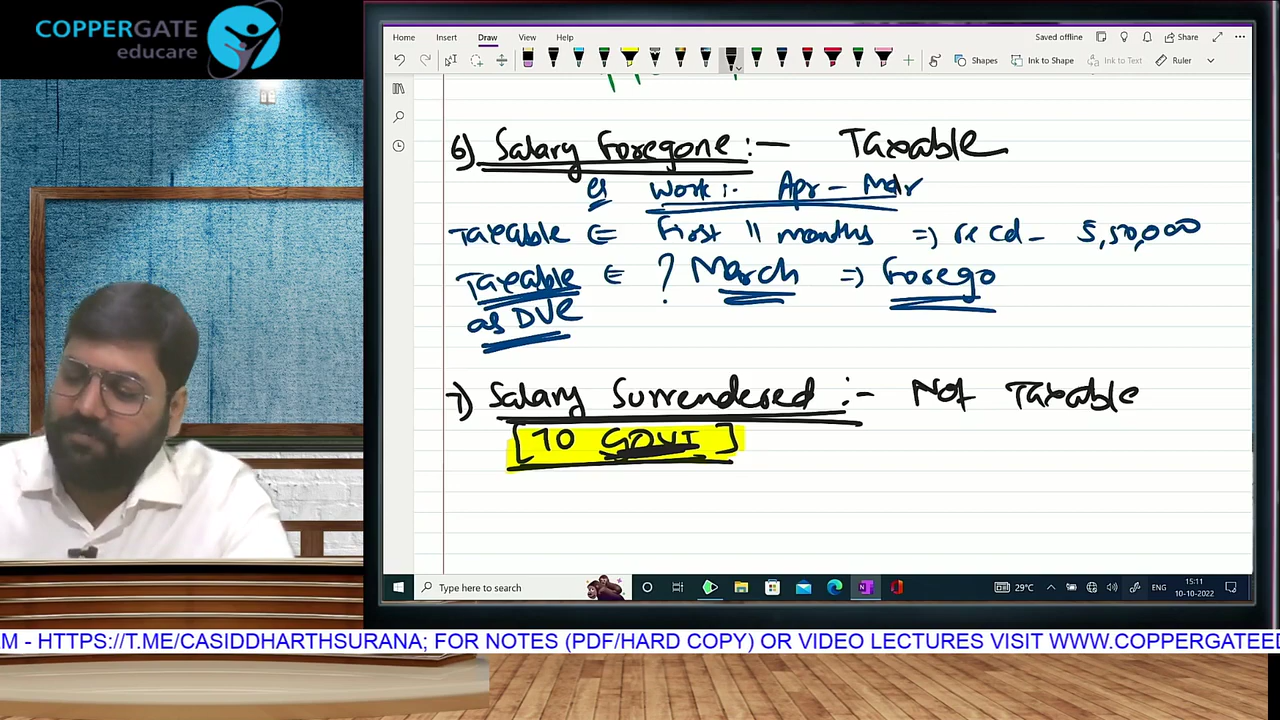 COPPERGATE
educare
Home Insert Draw View Help
Saved offline Share
Shapes Ink to Shape Ink to Text Ruler
6) Salary Foregone :- Taxable
eg Work :- Apr - Mar
Taxable ⇐ First 11 months => recd - 5,50,000
Taxable ⇐ ? March => Forego
as DUE
7) Salary Surrendered :- Not Taxable
[TO GOVT]
Type here to search
29°C ENG 15:11
10-10-2022
AM - HTTPS://T.ME/CASIDDHARTHSURANA; FOR NOTES (PDF/HARD COPY) OR VIDEO LECTURES VISIT WWW.COPPERGATEED